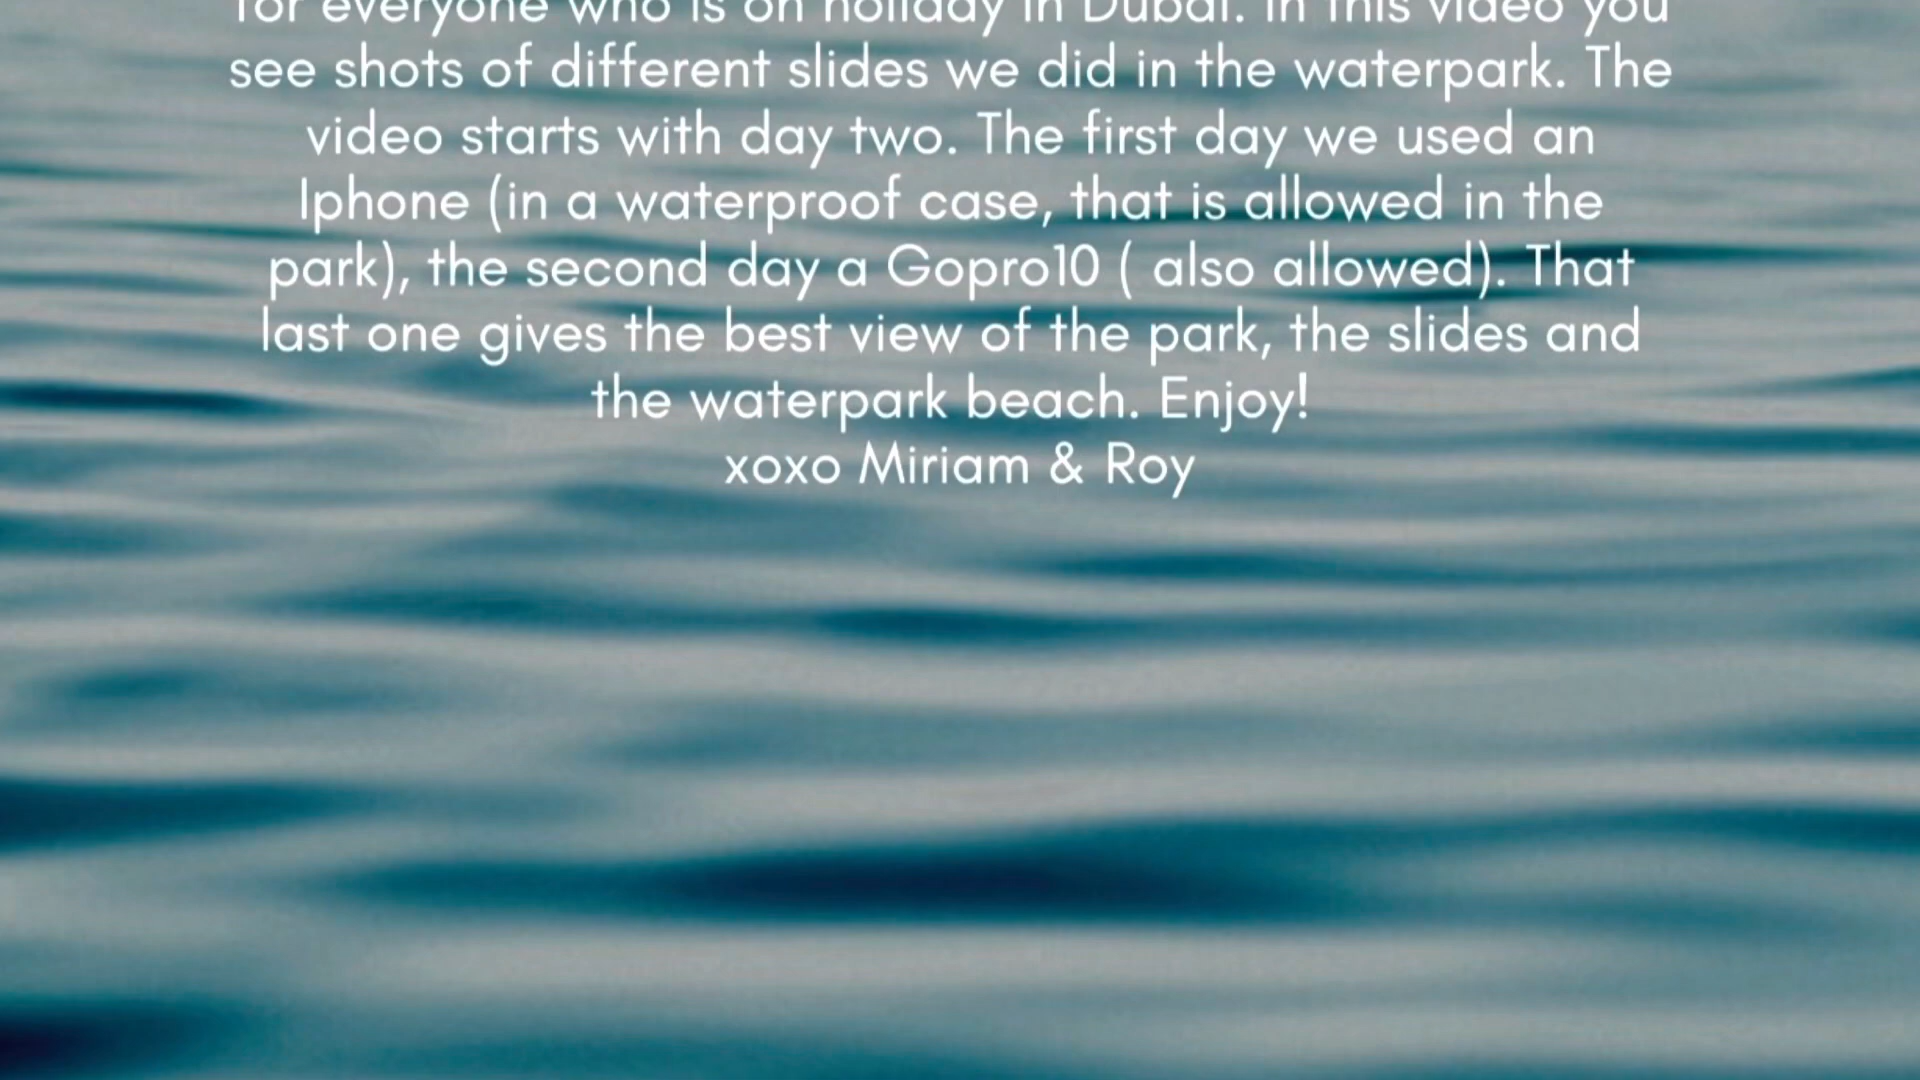 for everyone who is on holiday in Dubai. In this video you
see shots of different slides we did in the waterpark. The
video starts with day two. The first day we used an
Iphone (in a waterproof case, that is allowed in the
park), the second day a Gopro10 ( also allowed). That
last one gives the best view of the park, the slides and
the waterpark beach. Enjoy!
xoxo Miriam & Roy